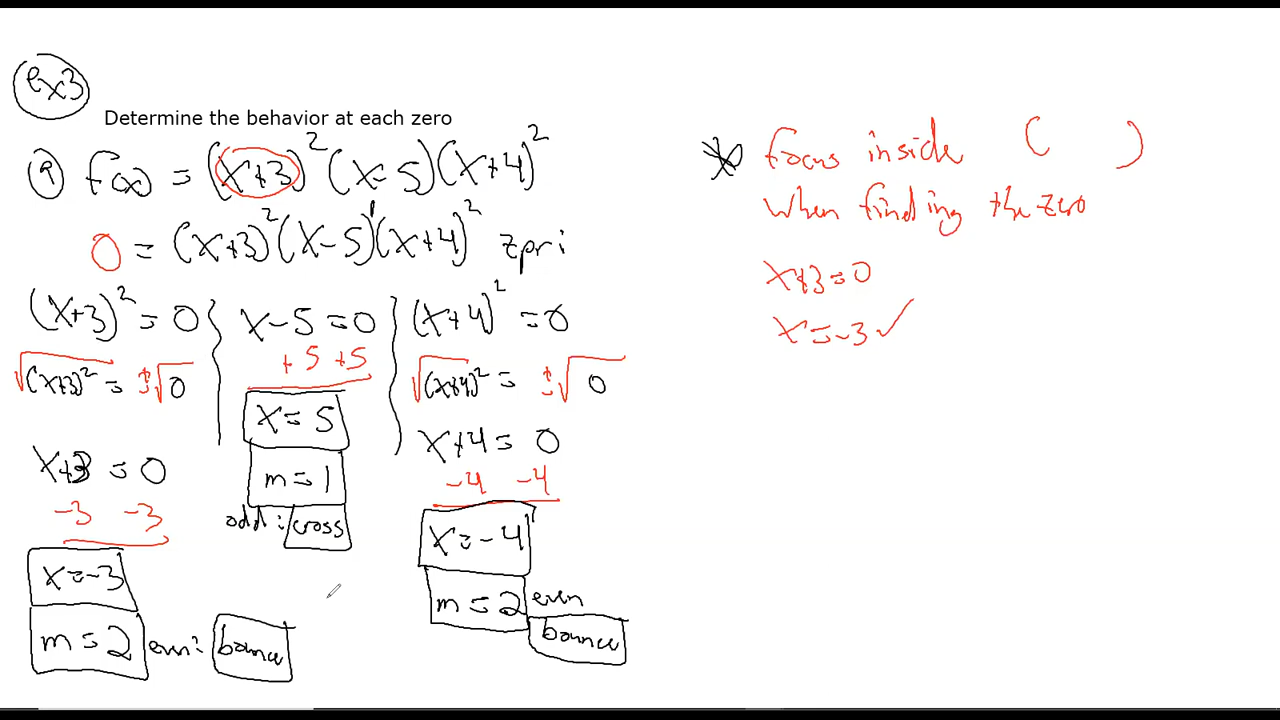 ex3
Determine the behavior at each zero
a) f(x) = (x+3)^2 (x-5)(x+4)^2
0 = (x+3)^2 (x-5)^1 (x+4)^2 zpri
(x+3)^2 = 0
√(x+3)^2 = ±√0
x+3 = 0
-3 -3
x=-3
m=2 even: bounce
x-5=0
+5 +5
x=5
m=1
odd: cross
(x+4)^2 = 0
√(x+4)^2 = ±√0
x+4= 0
-4 -4
x=-4
m=2 even
bounce
* Focus inside ( )
when finding the zero
x+3=0
x=-3 ✓